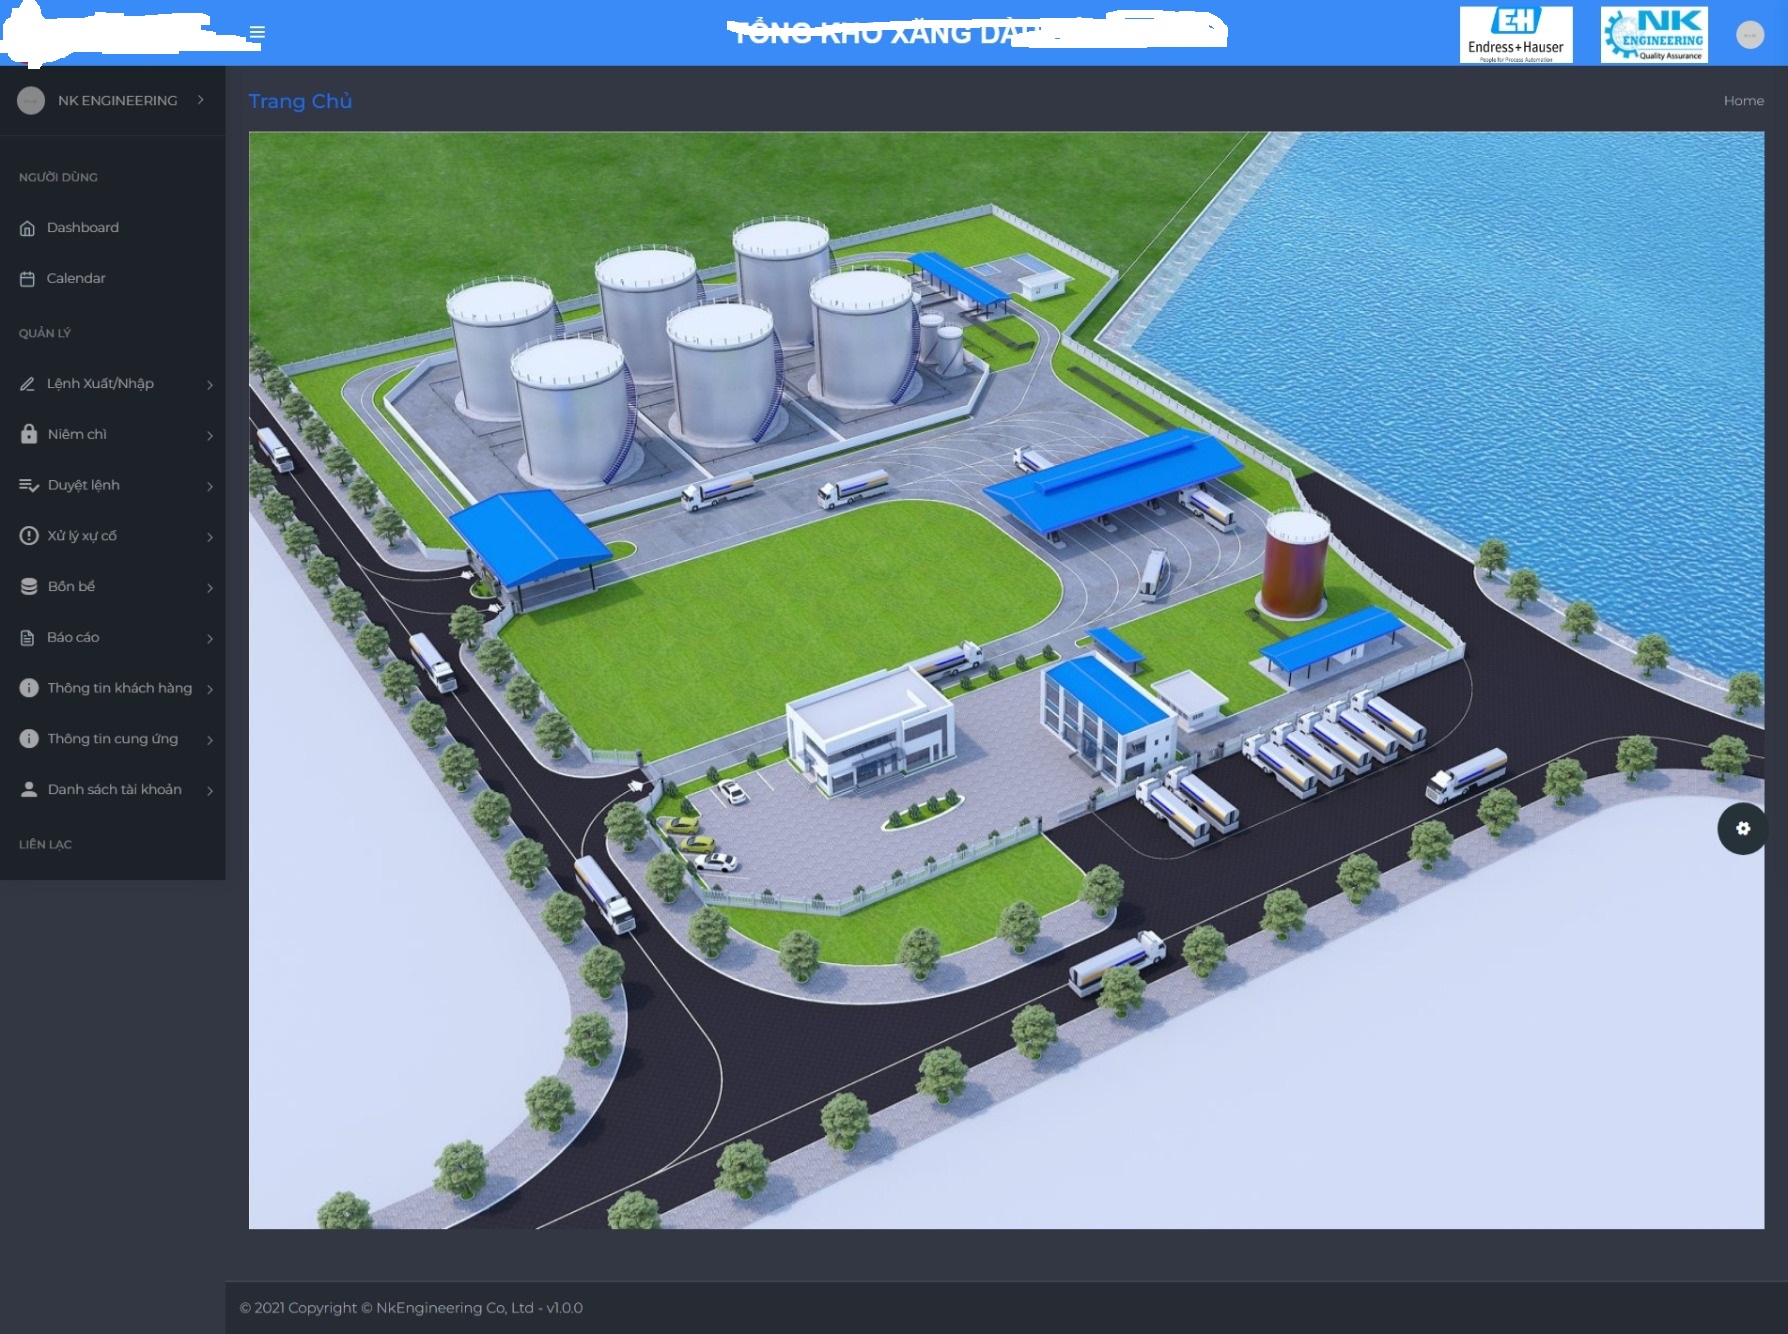 TỔNG KHO XĂNG DẦU
EH
Endress+Hauser
People for Process Automation
NK
ENGINEERING
Quality Assurance
NK ENGINEERING
Trang Chủ
Home
NGƯỜI DÙNG
Dashboard
Calendar
QUẢN LÝ
Lệnh Xuất/Nhập
Niêm chì
Duyệt lệnh
Xử lý xự cố
Bồn bể
Báo cáo
Thông tin khách hàng
Thông tin cung ứng
Danh sách tài khoản
LIÊN LẠC
© 2021 Copyright © NkEngineering Co, Ltd - v1.0.0